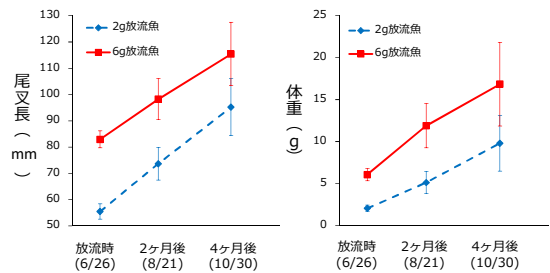 130
120
110
100
90
80
70
60
50
尾叉長(mm)
2g放流魚
6g放流魚
放流時
(6/26)
2ヶ月後
(8/21)
4ヶ月後
(10/30)
25
20
15
10
5
0
体重(g)
2g放流魚
6g放流魚
放流時
(6/26)
2ヶ月後
(8/21)
4ヶ月後
(10/30)